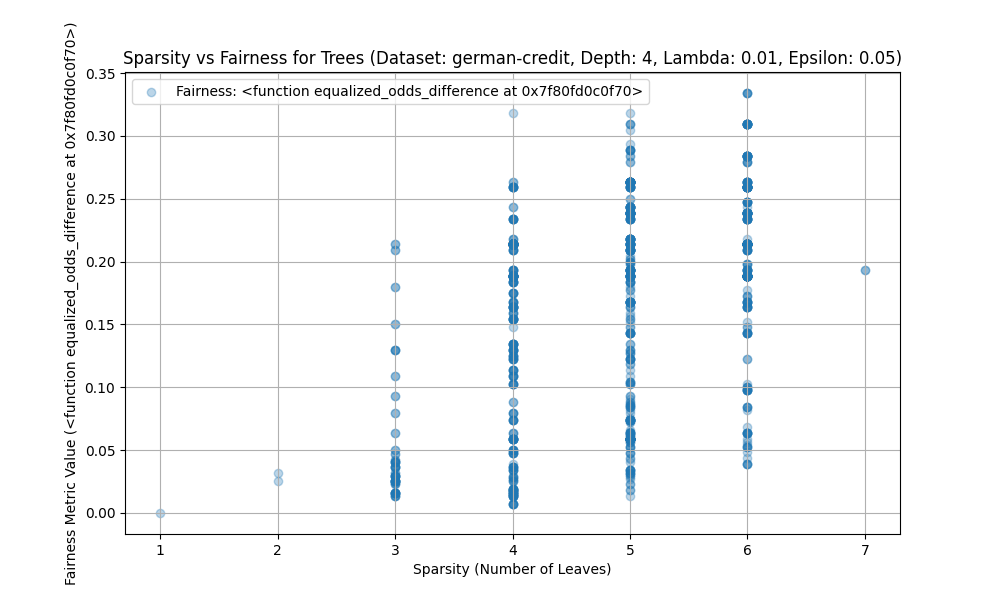 Sparsity vs Fairness for Trees (Dataset: german-credit, Depth: 4, Lambda: 0.01, Epsilon: 0.05)
Fairness: <function equalized_odds_difference at 0x7f80fd0c0f70>
Fairness Metric Value (<function equalized_odds_difference at 0x7f80fd0c0f70>)
0.35
0.30
0.25
0.20
0.15
0.10
0.05
0.00
1 2 3 4 5 6 7
Sparsity (Number of Leaves)